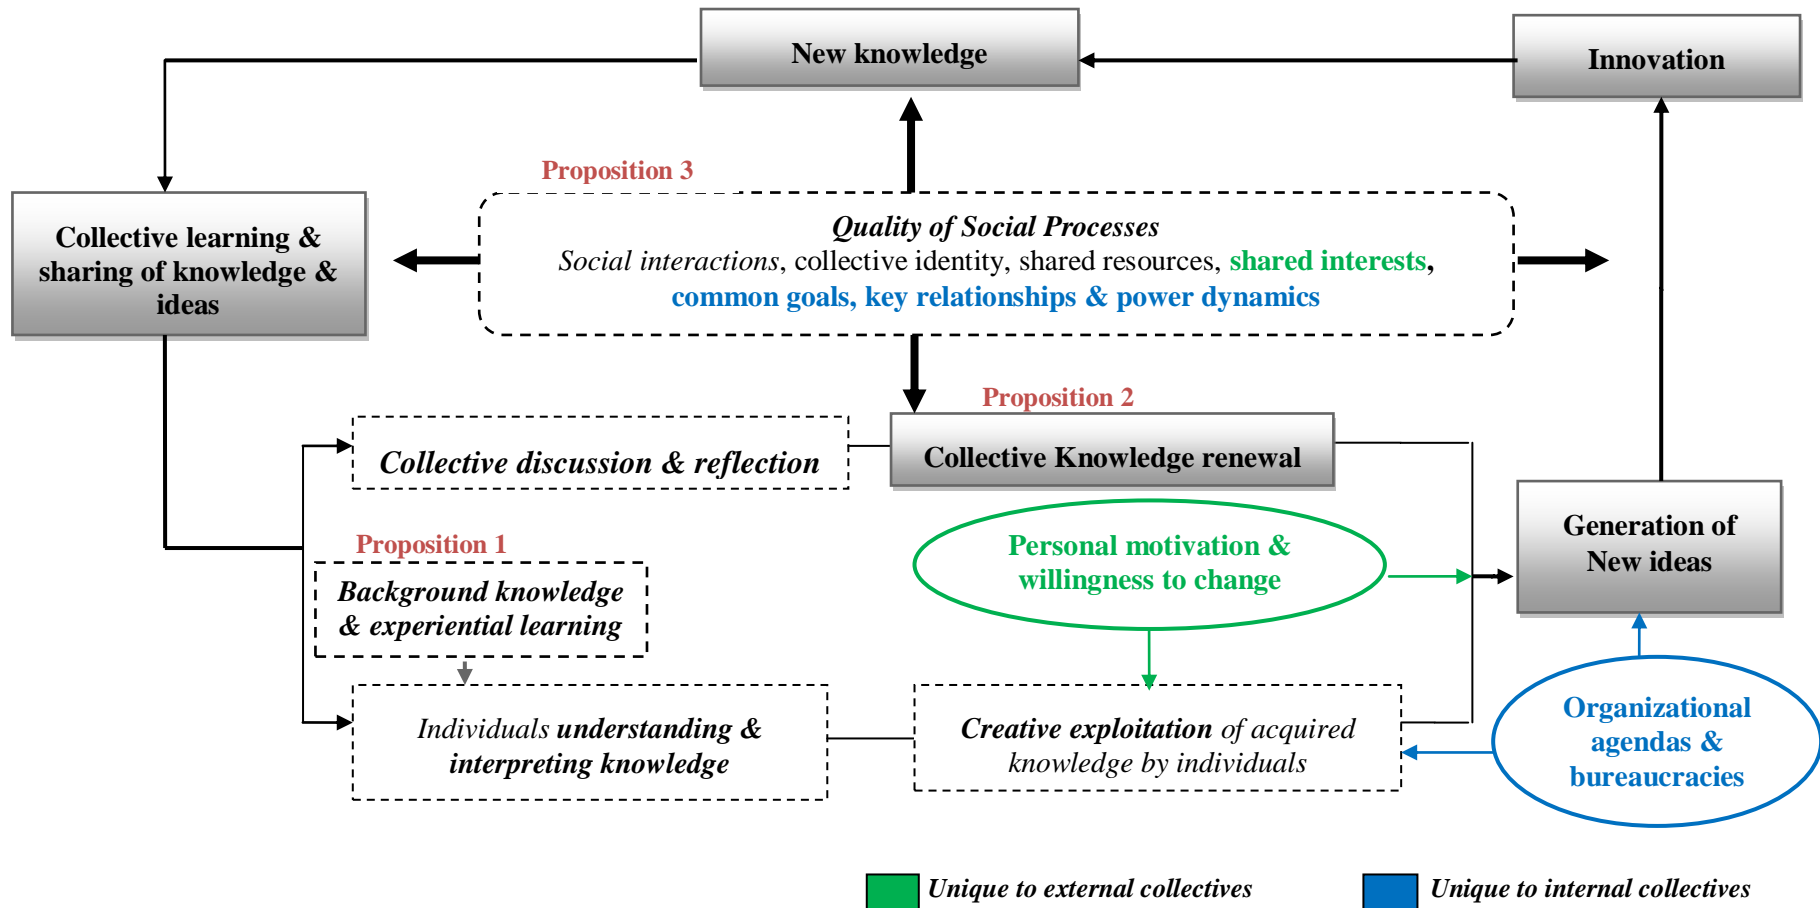 New knowledge
Innovation
Proposition 3
Collective learning &
sharing of knowledge &
ideas
Quality of Social Processes
Social interactions, collective identity, shared resources, shared interests,
common goals, key relationships & power dynamics
Proposition 2
Collective discussion & reflection
Collective Knowledge renewal
Proposition 1
Background knowledge
& experiential learning
Personal motivation &
willingness to change
Generation of
New ideas
Individuals understanding &
interpreting knowledge
Creative exploitation of acquired
knowledge by individuals
Organizational
agendas &
bureaucracies
Unique to external collectives
Unique to internal collectives